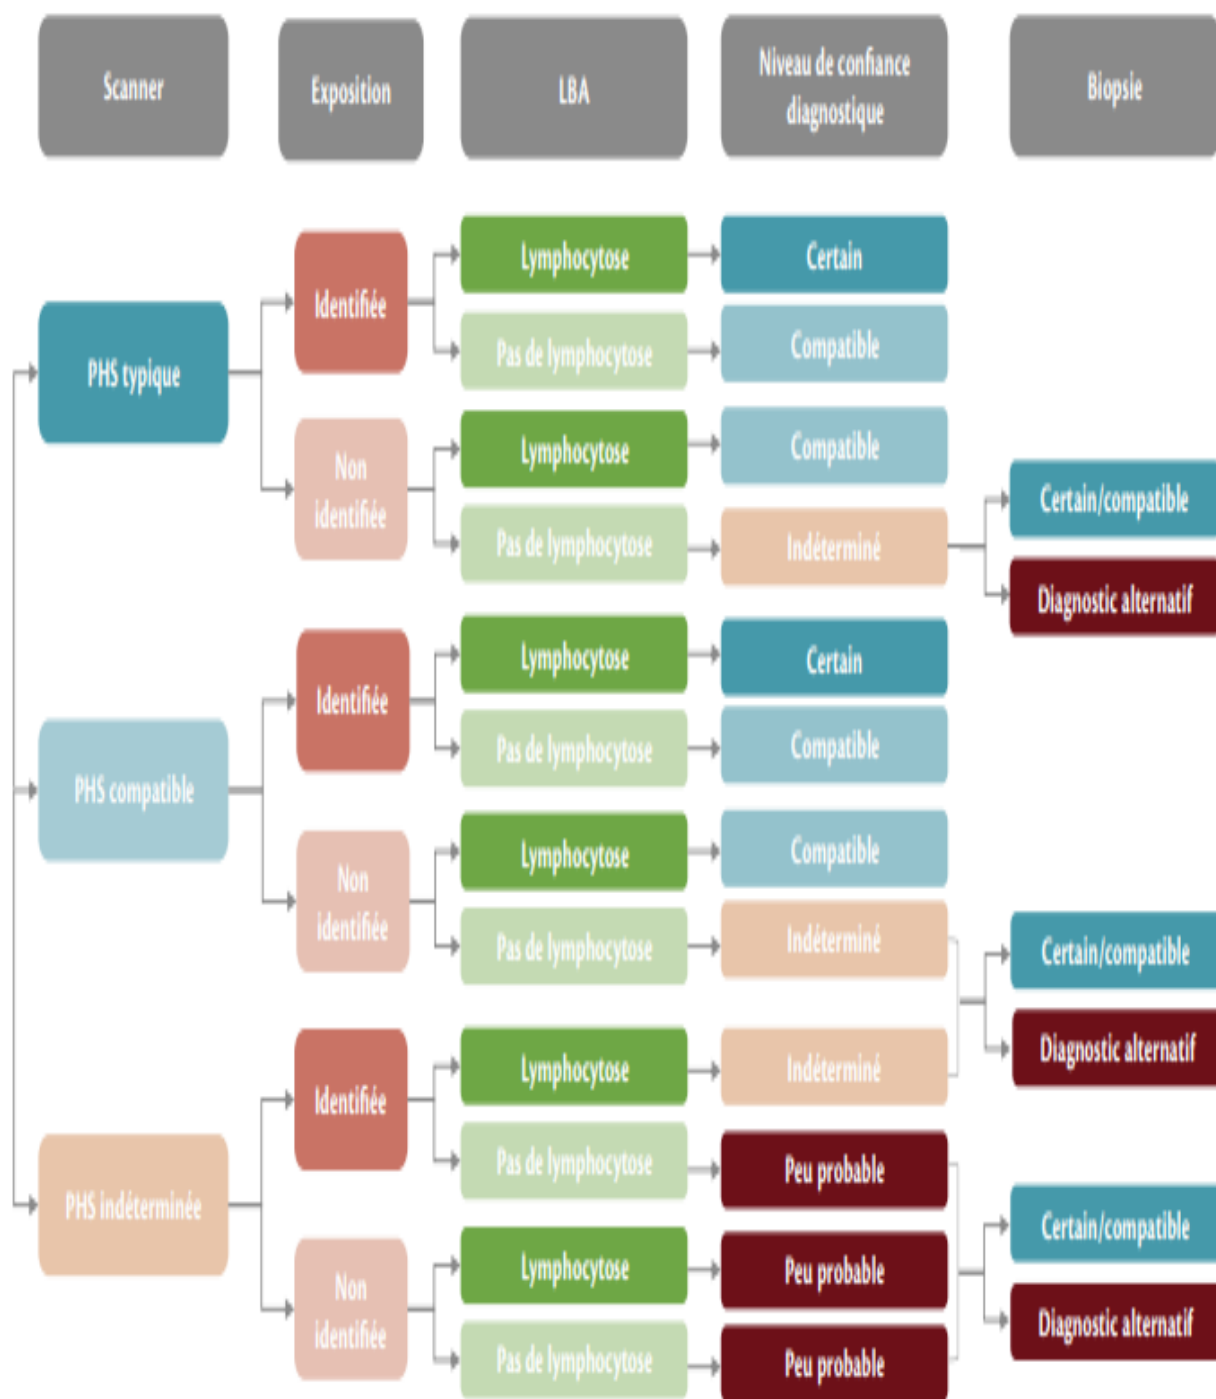 Scanner
Exposition
LBA
Niveau de confiance
diagnostique
Biopsie
PHS typique
Identifiée
Lymphocytose
Certain
Pas de lymphocytose
Compatible
Non
identifiée
Lymphocytose
Compatible
Pas de lymphocytose
Indéterminé
Certain/compatible
Diagnostic alternatif
PHS compatible
Identifiée
Lymphocytose
Certain
Pas de lymphocytose
Compatible
Non
identifiée
Lymphocytose
Compatible
Pas de lymphocytose
Indéterminé
Certain/compatible
Diagnostic alternatif
PHS indéterminée
Identifiée
Lymphocytose
Indéterminé
Pas de lymphocytose
Peu probable
Non
identifiée
Lymphocytose
Peu probable
Pas de lymphocytose
Peu probable
Certain/compatible
Diagnostic alternatif